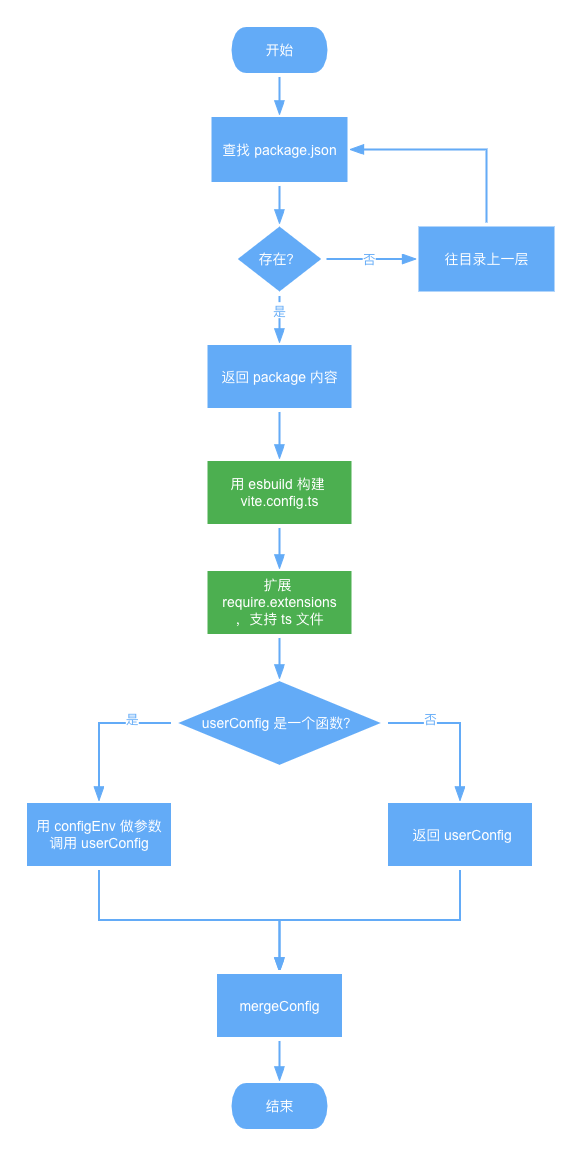 开始
查找 package.json
存在?
否
往目录上一层
是
返回 package 内容
用 esbuild 构建
vite.config.ts
扩展
require.extensions
，支持 ts 文件
userConfig 是一个函数?
是
否
用 configEnv 做参数
调用 userConfig
返回 userConfig
mergeConfig
结束